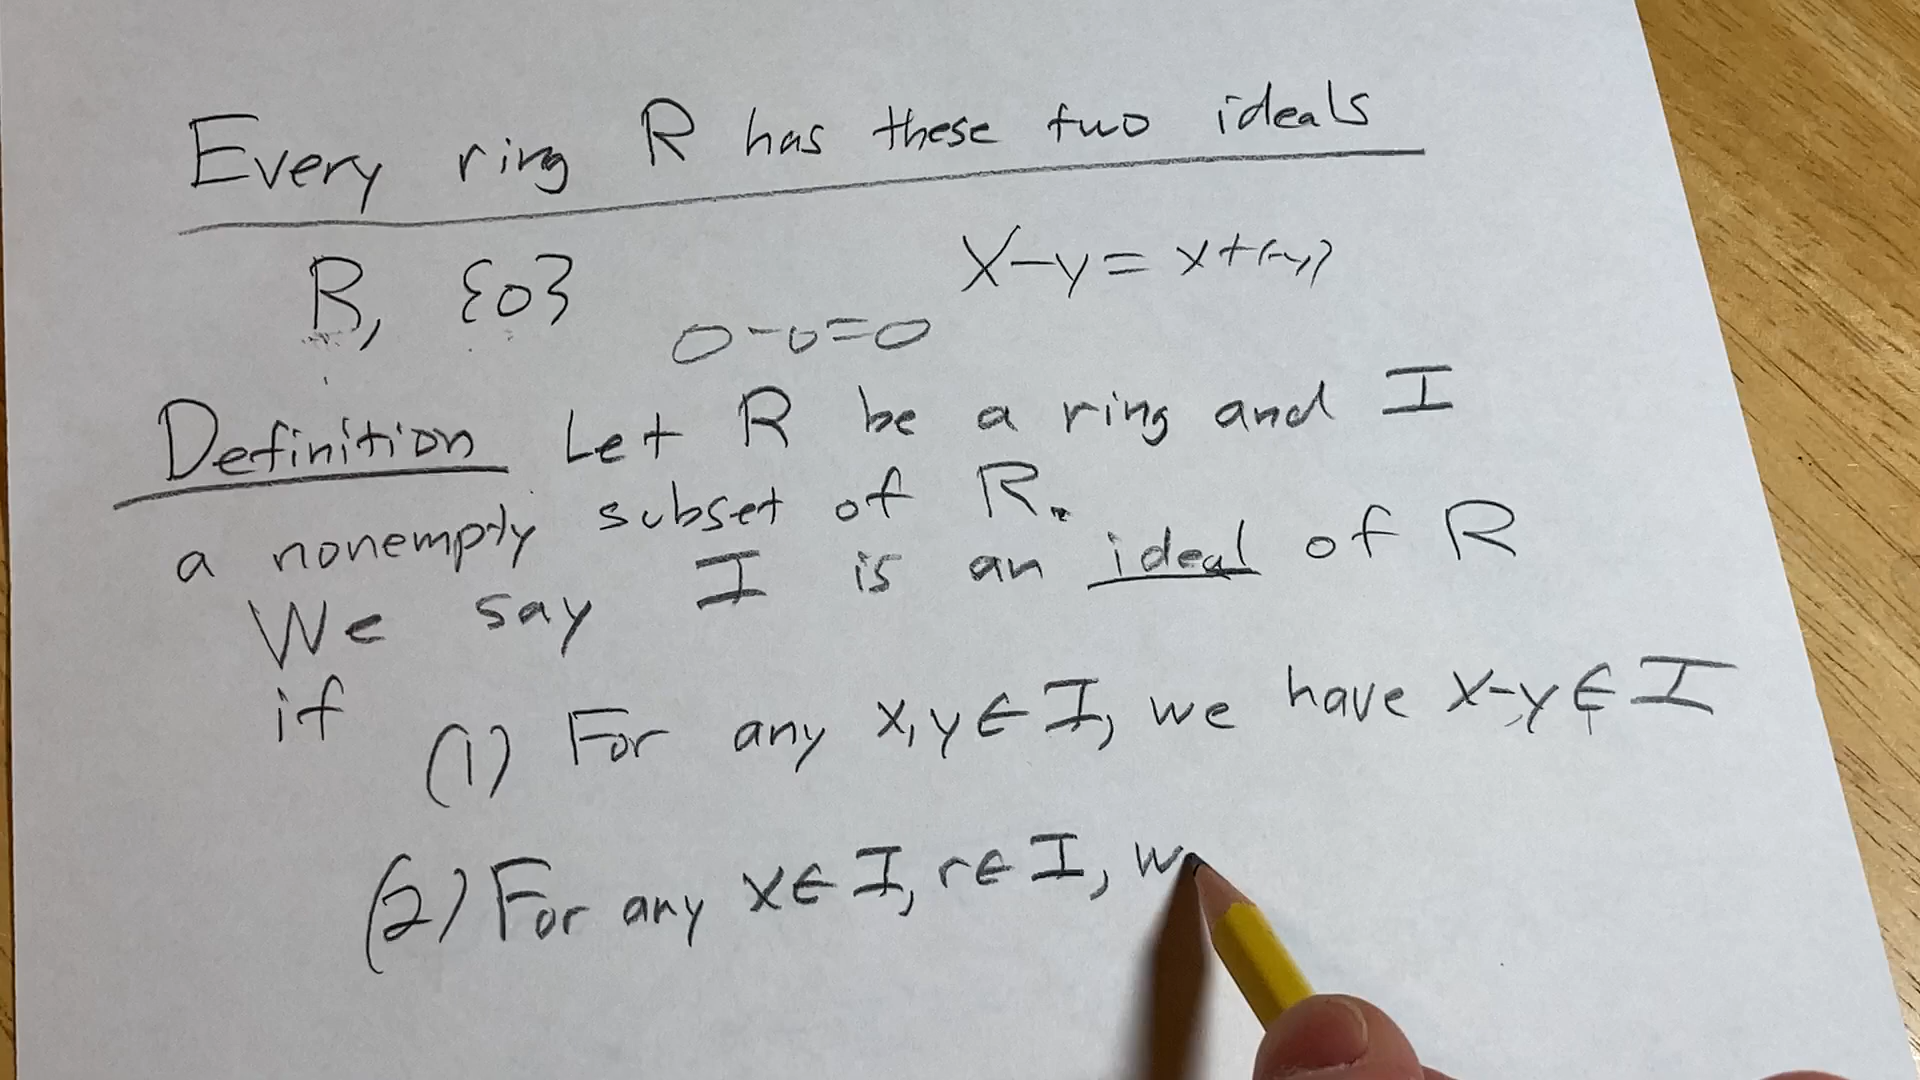 Every ring R has these two ideals
R, {0}
0-0=0
x-y = x+(-y)
Definition Let R be a ring and I
a nonempty subset of R.
We say I is an ideal of R
if
(1) For any x,y ∈ I, we have x-y ∈ I
(2) For any x ∈ I, r ∈ I, w